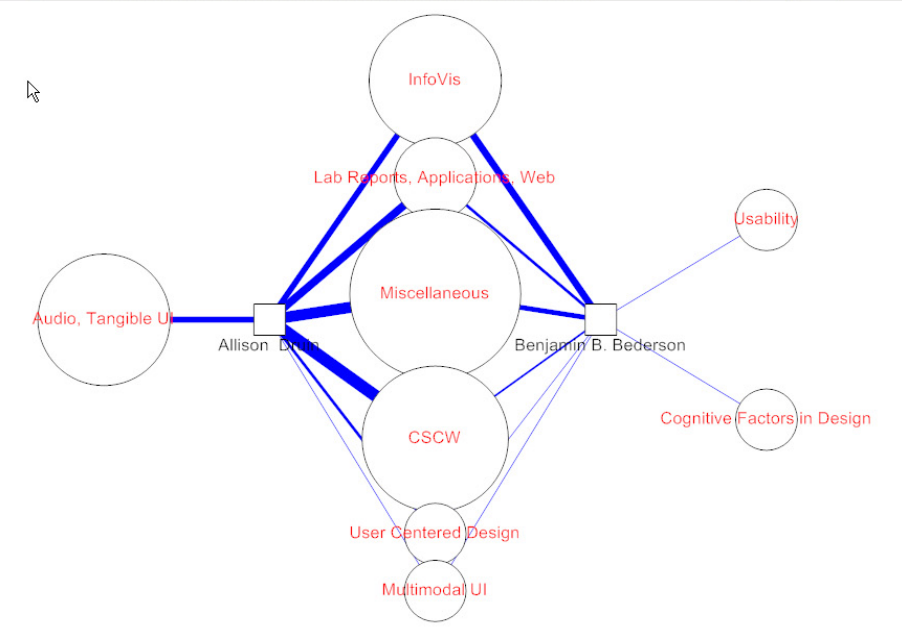 InfoVis
Lab Reports, Applications, Web
Usability
Miscellaneous
Audio, Tangible UI
Allison Druin
Benjamin B. Bederson
Cognitive Factors in Design
CSCW
User Centered Design
Multimodal UI